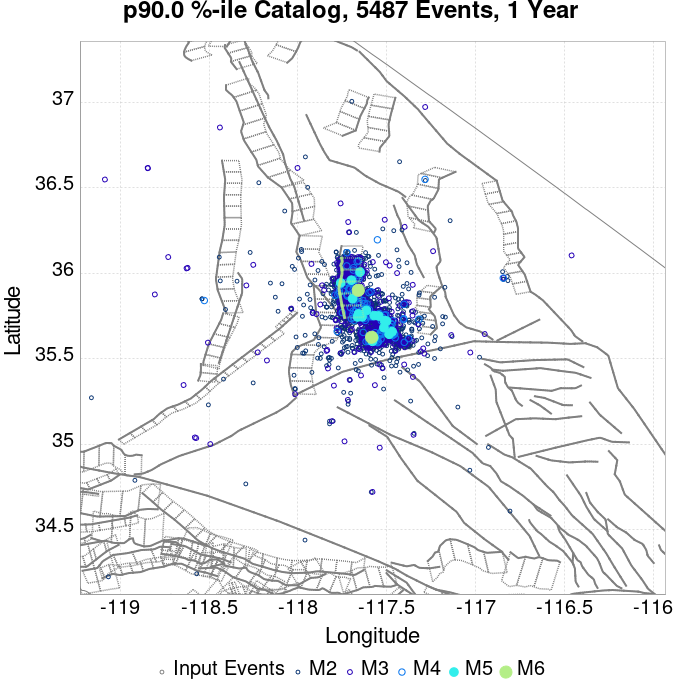 p90.0 %-ile Catalog, 5487 Events, 1 Year
37
36.5
36
35.5
35
34.5
Latitude
-119 -118.5 -118 -117.5 -117 -116.5 -116
Longitude
Input Events M2 M3 M4 M5 M6